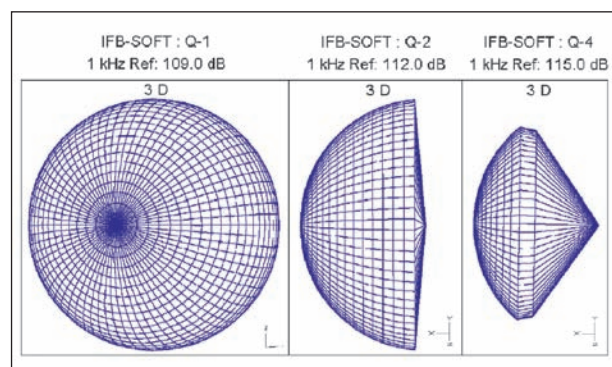 IFB-SOFT : Q-1
1 kHz Ref: 109.0 dB
3 D
IFB-SOFT : Q-2
1 kHz Ref: 112.0 dB
3 D
X
IFB-SOFT : Q-4
1 kHz Ref: 115.0 dB
3 D
X